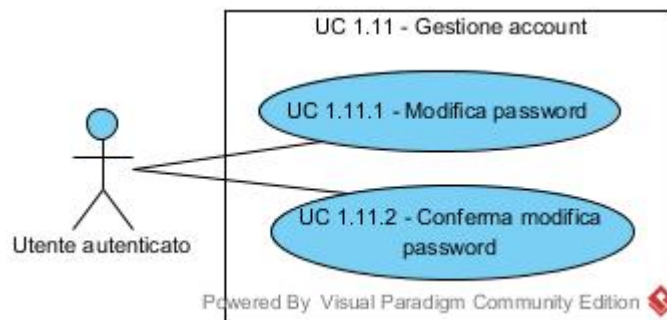 UC 1.11 - Gestione account
UC 1.11.1 - Modifica password
Utente autenticato
UC 1.11.2 - Conferma modifica
password
Powered By Visual Paradigm Community Edition